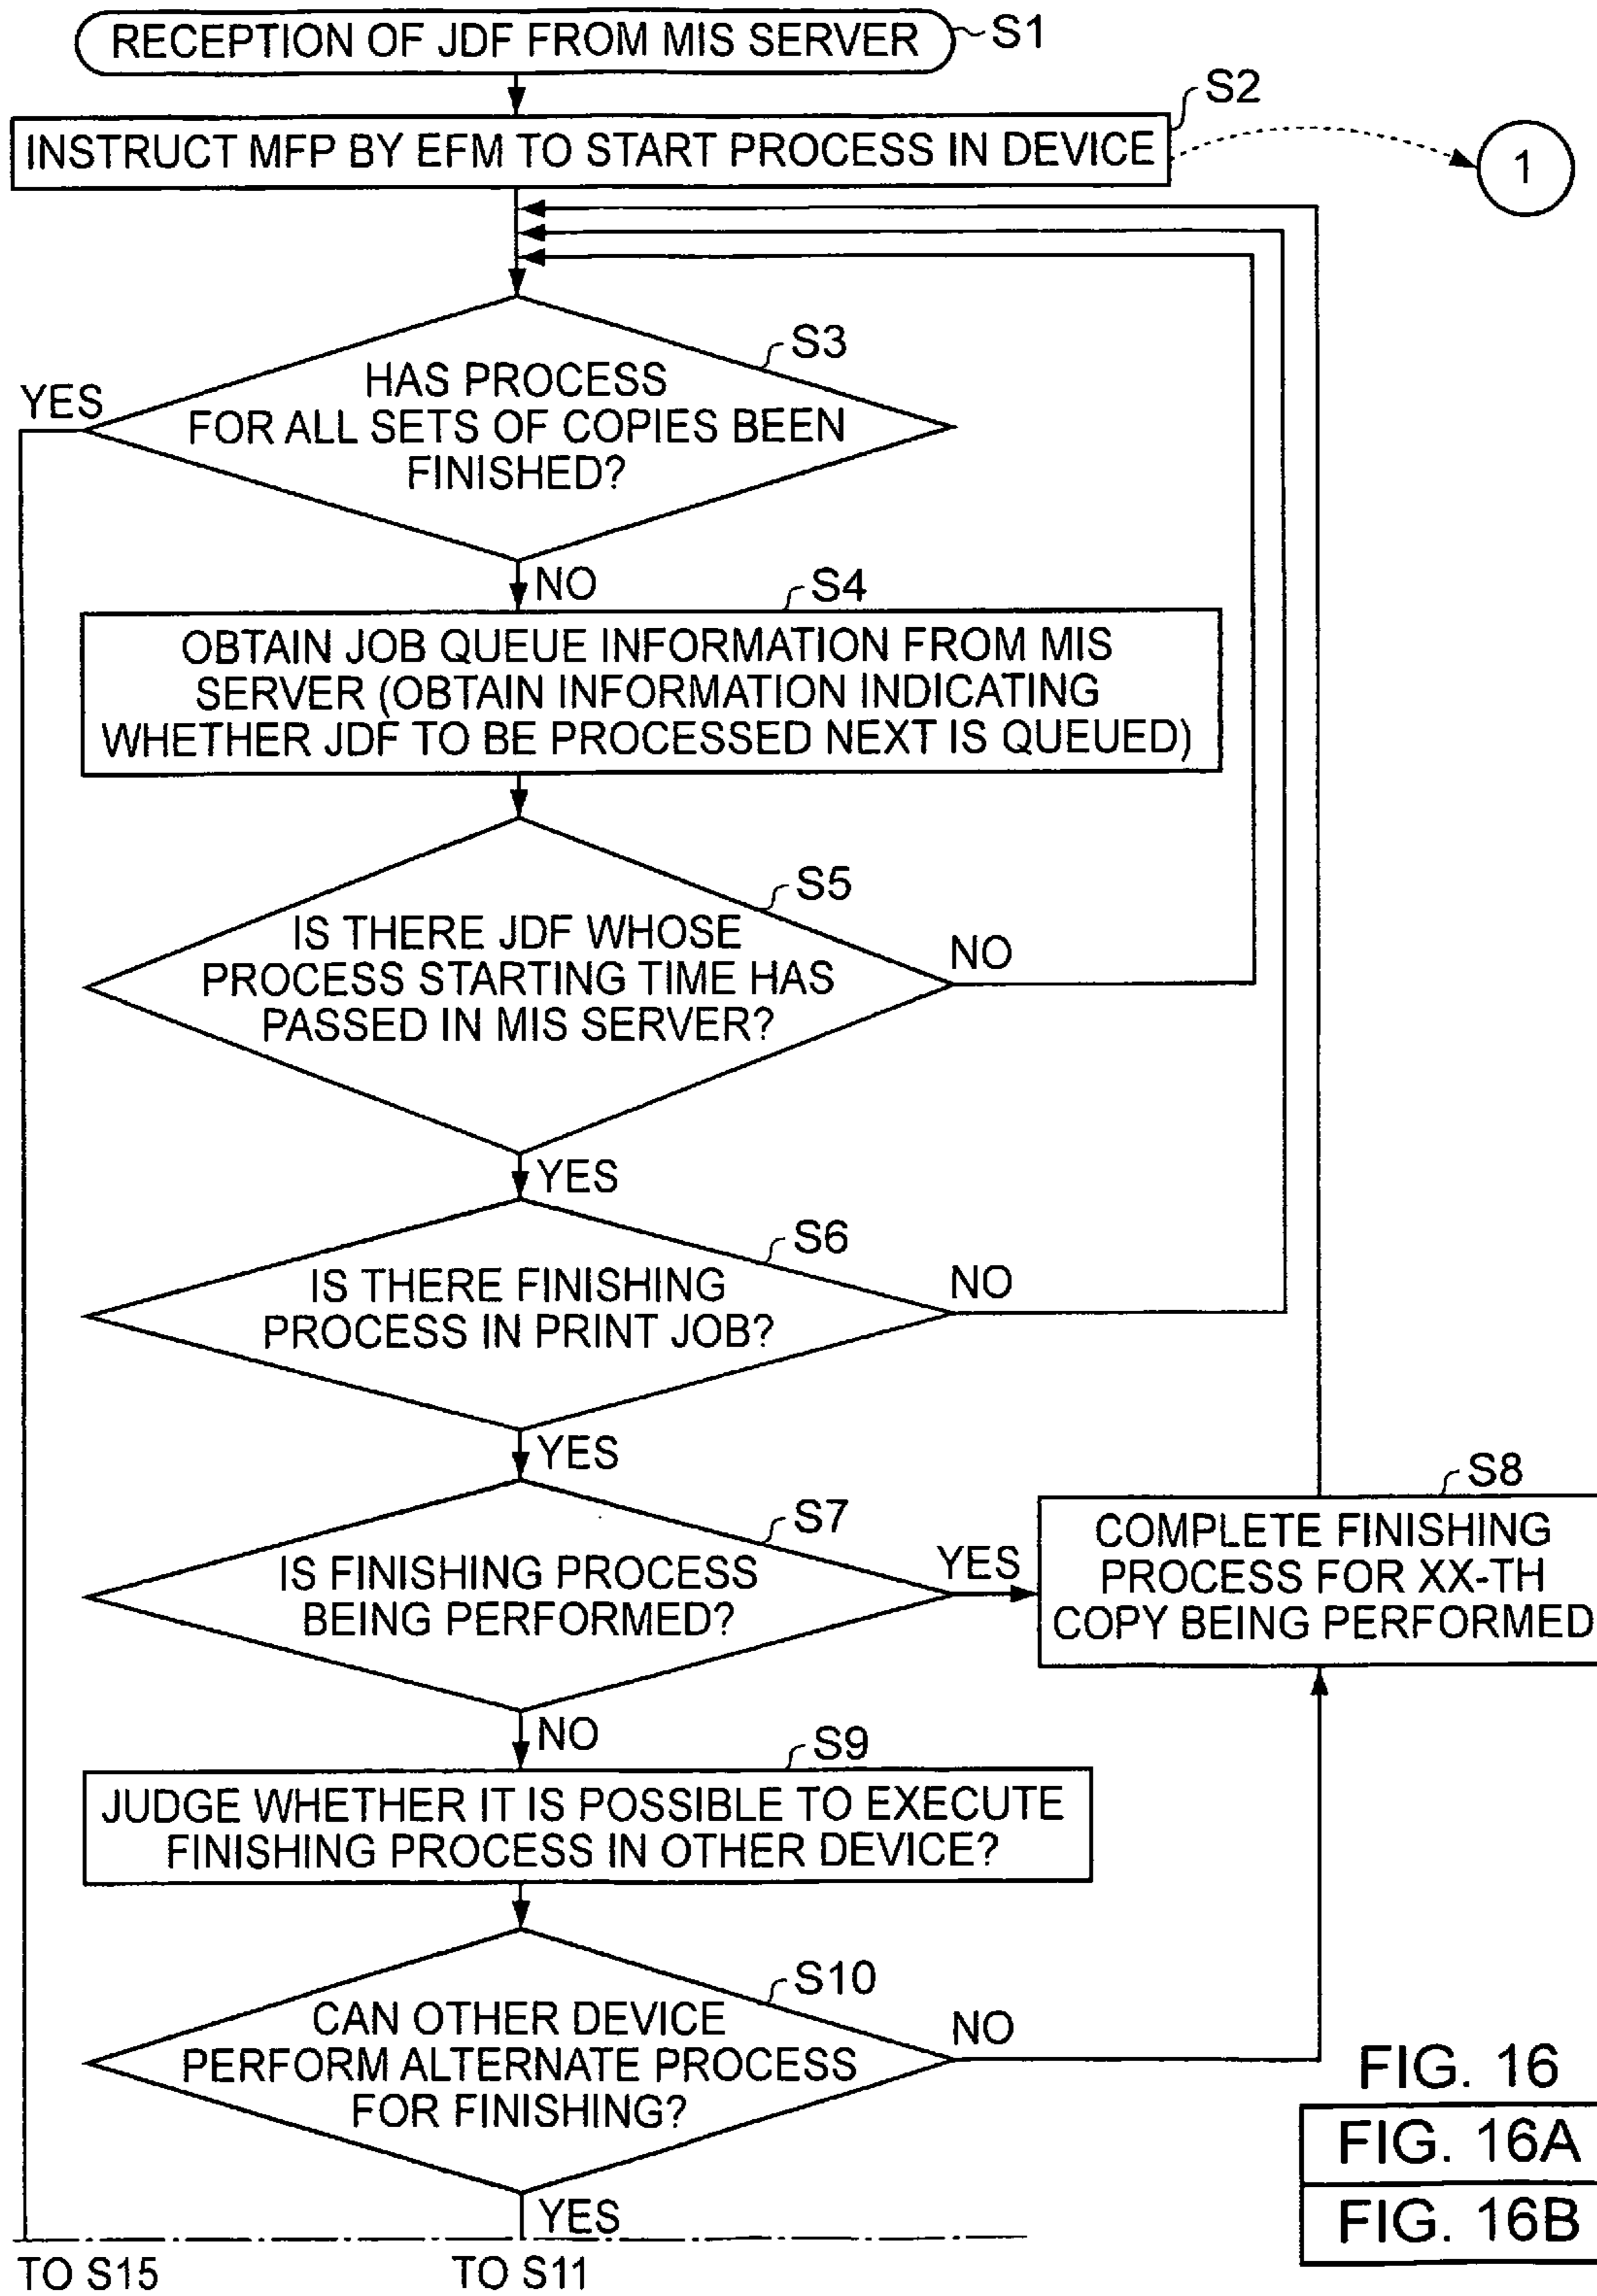 RECEPTION OF JDF FROM MIS SERVER
S1
S2
INSTRUCT MFP BY EFM TO START PROCESS IN DEVICE
1
S3
HAS PROCESS
FOR ALL SETS OF COPIES BEEN
FINISHED?
YES
NO
S4
OBTAIN JOB QUEUE INFORMATION FROM MIS
SERVER (OBTAIN INFORMATION INDICATING
WHETHER JDF TO BE PROCESSED NEXT IS QUEUED)
S5
IS THERE JDF WHOSE
PROCESS STARTING TIME HAS
PASSED IN MIS SERVER?
NO
YES
S6
IS THERE FINISHING
PROCESS IN PRINT JOB?
NO
YES
S7
IS FINISHING PROCESS
BEING PERFORMED?
YES
S8
COMPLETE FINISHING
PROCESS FOR XX-TH
COPY BEING PERFORMED
NO
S9
JUDGE WHETHER IT IS POSSIBLE TO EXECUTE
FINISHING PROCESS IN OTHER DEVICE?
S10
CAN OTHER DEVICE
PERFORM ALTERNATE PROCESS
FOR FINISHING?
NO
YES
TO S15
TO S11
FIG. 16
FIG. 16A
FIG. 16B